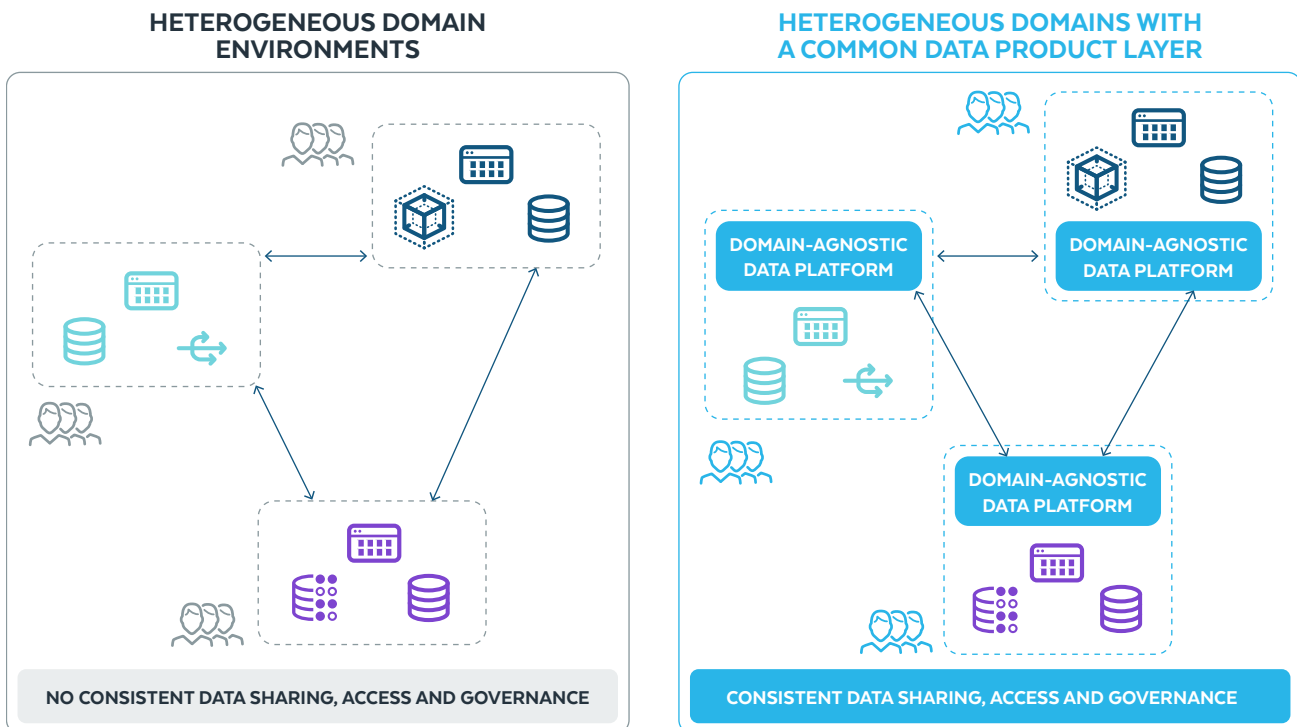 HETEROGENEOUS DOMAIN
ENVIRONMENTS
NO CONSISTENT DATA SHARING, ACCESS AND GOVERNANCE
HETEROGENEOUS DOMAINS WITH
A COMMON DATA PRODUCT LAYER
DOMAIN-AGNOSTIC
DATA PLATFORM
DOMAIN-AGNOSTIC
DATA PLATFORM
DOMAIN-AGNOSTIC
DATA PLATFORM
CONSISTENT DATA SHARING, ACCESS AND GOVERNANCE